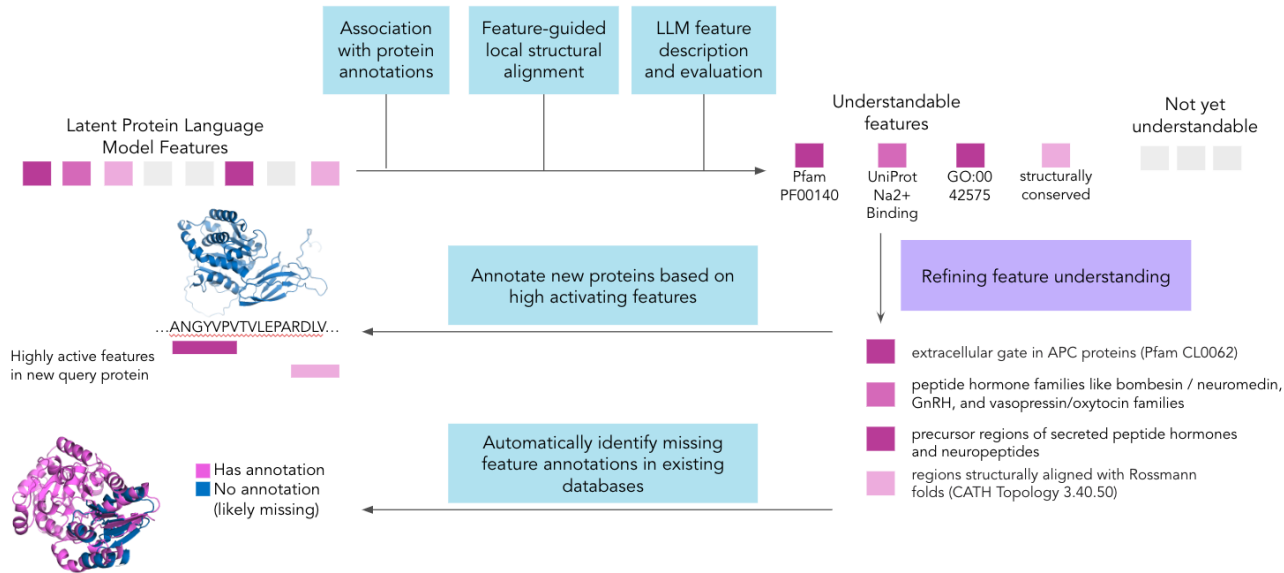 Association
with protein
annotations
Feature-guided
local structural
alignment
LLM feature
description
and evaluation
Latent Protein Language
Model Features
Understandable
features
Not yet
understandable
Pfam
PF00140
UniProt
Na2+
Binding
GO:00
42575
structurally
conserved
Annotate new proteins based on
high activating features
Refining feature understanding
...ANGYVPVTVLEPARDLV...
Highly active features
in new query protein
extracellular gate in APC proteins (Pfam CL0062)
peptide hormone families like bombesin / neuromedin,
GnRH, and vasopressin/oxytocin families
precursor regions of secreted peptide hormones
and neuropeptides
regions structurally aligned with Rossmann
folds (CATH Topology 3.40.50)
Automatically identify missing
feature annotations in existing
databases
Has annotation
No annotation
(likely missing)